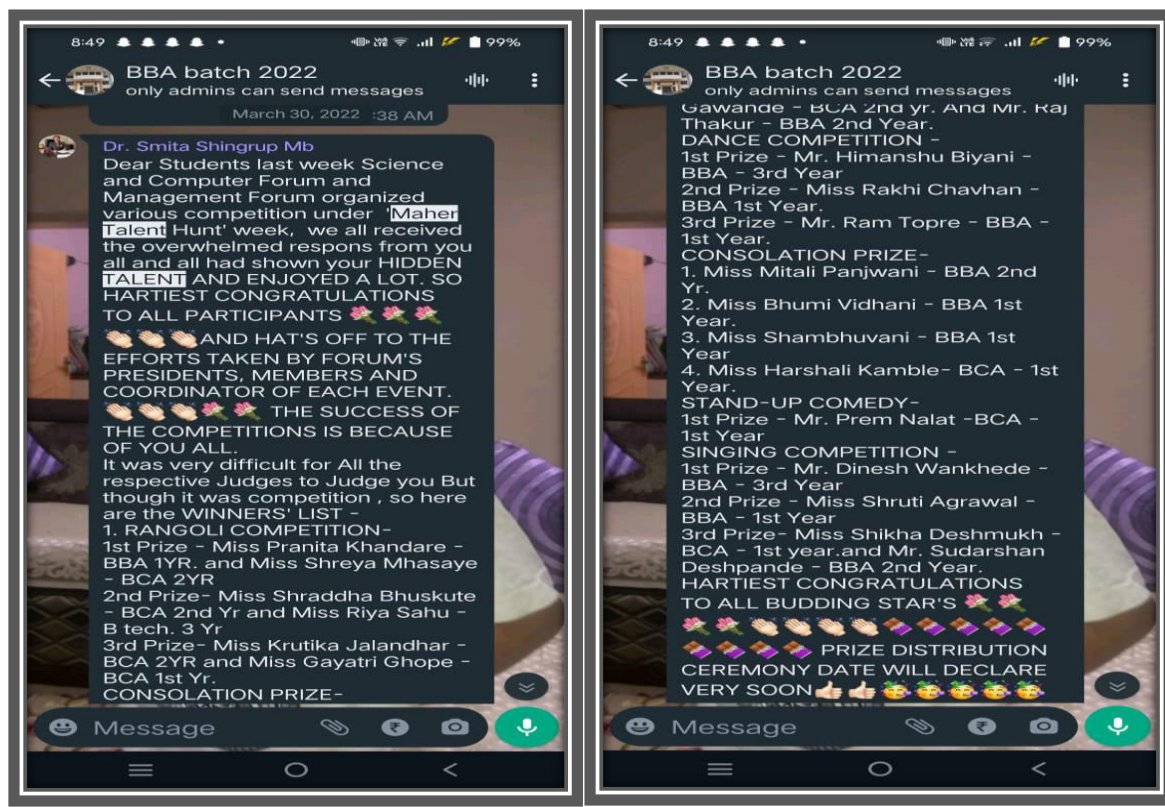 8:49
99%
BBA batch 2022
only admins can send messages
March 30, 2022 :38 AM
Dr. Smita Shingrup Mb
Dear Students last week Science
and Computer Forum and
Management Forum organized
various competition under 'Maher
Talent Hunt' week, we all received
the overwhelmed respons from you
all and all had shown your HIDDEN
TALENT AND ENJOYED A LOT. SO
HARTIEST CONGRATULATIONS
TO ALL PARTICIPANTS 💐 💐 💐
👏🏻 👏🏻 👏🏻 AND HAT'S OFF TO THE
EFFORTS TAKEN BY FORUM'S
PRESIDENTS, MEMBERS AND
COORDINATOR OF EACH EVENT.
👏🏻 👏🏻 👏🏻 💐 💐 THE SUCCESS OF
THE COMPETITIONS IS BECAUSE
OF YOU ALL.
It was very difficult for All the
respective Judges to Judge you But
though it was competition , so here
are the WINNERS' LIST -
1. RANGOLI COMPETITION-
1st Prize - Miss Pranita Khandare -
BBA 1YR. and Miss Shreya Mhasaye
- BCA 2YR
2nd Prize- Miss Shraddha Bhuskute
- BCA 2nd Yr and Miss Riya Sahu -
B tech. 3 Yr
3rd Prize- Miss Krutika Jalandhar -
BCA 2YR and Miss Gayatri Ghope -
BCA 1st Yr.
CONSOLATION PRIZE-
Message
8:49
99%
BBA batch 2022
only admins can send messages
Gawande - BCA 2nd yr. And Mr. Raj
Thakur - BBA 2nd Year.
DANCE COMPETITION -
1st Prize - Mr. Himanshu Biyani -
BBA - 3rd Year
2nd Prize - Miss Rakhi Chavhan -
BBA 1st Year.
3rd Prize - Mr. Ram Topre - BBA -
1st Year.
CONSOLATION PRIZE-
1. Miss Mitali Panjwani - BBA 2nd
Yr.
2. Miss Bhumi Vidhani - BBA 1st
Year.
3. Miss Shambhuvani - BBA 1st
Year
4. Miss Harshali Kamble- BCA - 1st
Year.
STAND-UP COMEDY-
1st Prize - Mr. Prem Nalat -BCA -
1st Year
SINGING COMPETITION -
1st Prize - Mr. Dinesh Wankhede -
BBA - 3rd Year
2nd Prize - Miss Shruti Agrawal -
BBA - 1st Year
3rd Prize- Miss Shikha Deshmukh -
BCA - 1st year.and Mr. Sudarshan
Deshpande - BBA 2nd Year.
HARTIEST CONGRATULATIONS
TO ALL BUDDING STAR'S 💐 💐
💐 💐 👏🏻 👏🏻 👏🏻 👏🏻 🍫 🍫 🍫 🍫 🍫
🍫 🍫 🍫 🍫 PRIZE DISTRIBUTION
CEREMONY DATE WILL DECLARE
VERY SOON 👍🏻 👍🏻 🥳 🥳 🥳 🥳 🥳
Message